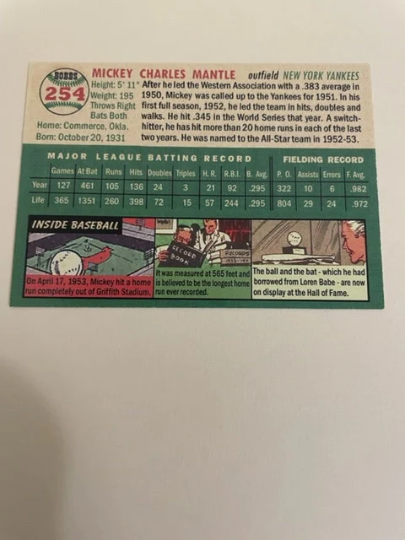 BOBBS
254
MICKEY CHARLES MANTLE outfield NEW YORK YANKEES
Height: 5' 11"
Weight: 195
Throws Right
Bats Both
Home: Commerce, Okla.
Born: October 20, 1931
After he led the Western Association with a .383 average in
1950, Mickey was called up to the Yankees for 1951. In his
first full season, 1952, he led the team in hits, doubles and
walks. He hit .345 in the World Series that year. A switch-
hitter, he has hit more than 20 home runs in each of the last
two years. He was named to the All-Star team in 1952-53.
MAJOR LEAGUE BATTING RECORD FIELDING RECORD
Games At Bat Runs Hits Doubles Triples H. R. R.B.I. B. Avg. P. O. Assists Errors F. Avg.
Year 127 461 105 136 24 3 21 92 .295 322 10 6 .982
Life 365 1351 260 398 72 15 57 244 .295 804 29 24 .972
INSIDE BASEBALL
On April 17, 1953, Mickey hit a home
run completely out of Griffith Stadium.
RECORD
BOOK
RECORDS
It was measured at 565 feet and
is believed to be the longest home
run ever recorded.
The ball and the bat - which he had
borrowed from Loren Babe - are now
on display at the Hall of Fame.